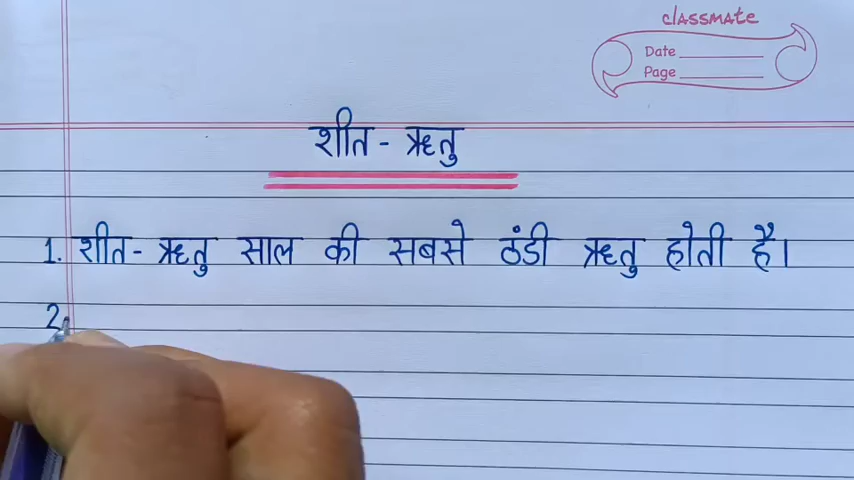 classmate
Date
Page
शीत - ऋतु
1. शीत - ऋतु साल की सबसे ठंडी ऋतु होती है।
2.